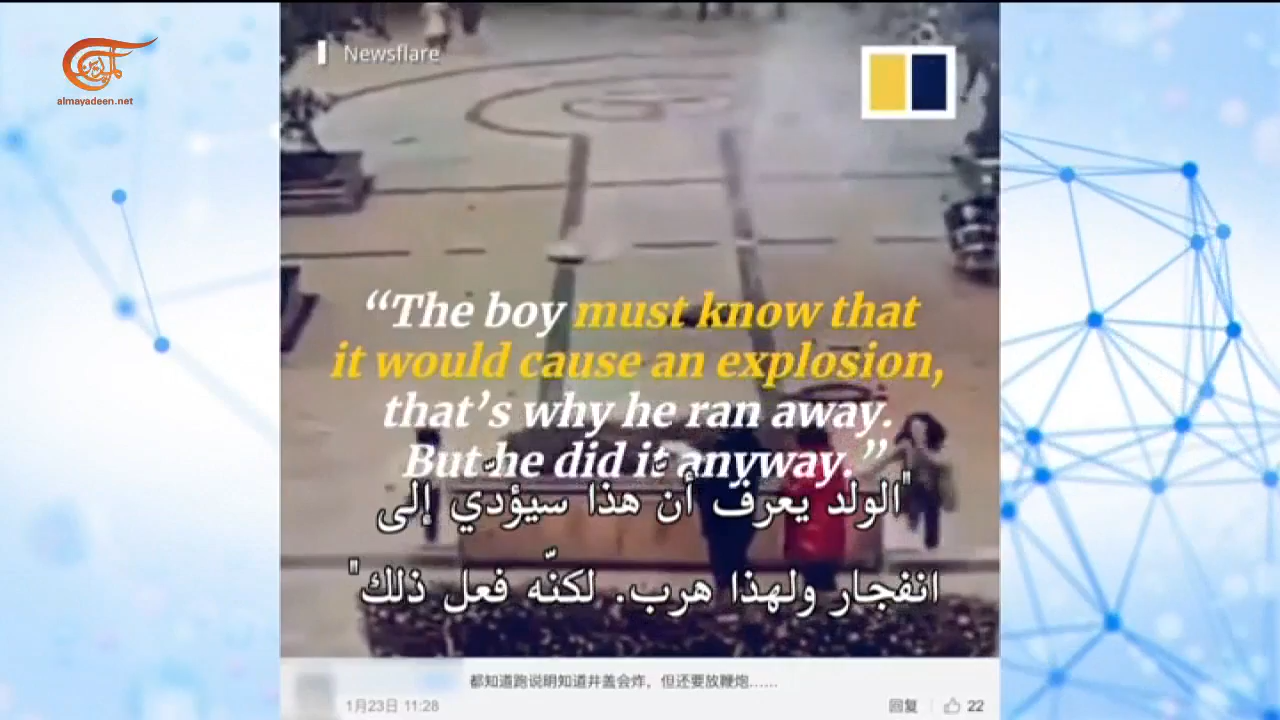 الميادين
almayadeen.net
Newsflare
“The boy must know that
it would cause an explosion,
that’s why he ran away.
But he did it anyway.”
"الولد يعرف أنّ هذا سيؤدّي إلى
انفجار ولهذا هرب. لكنّه فعل ذلك"
都知道跑说明知道井盖会炸，但还要放鞭炮......
1月23日 11:28
回复
22